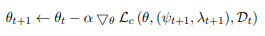 θ_{t+1} ← θ_t − α ▽_θ ℒ_c (θ, (ψ_{t+1}, λ_{t+1}), 𝒟_t)